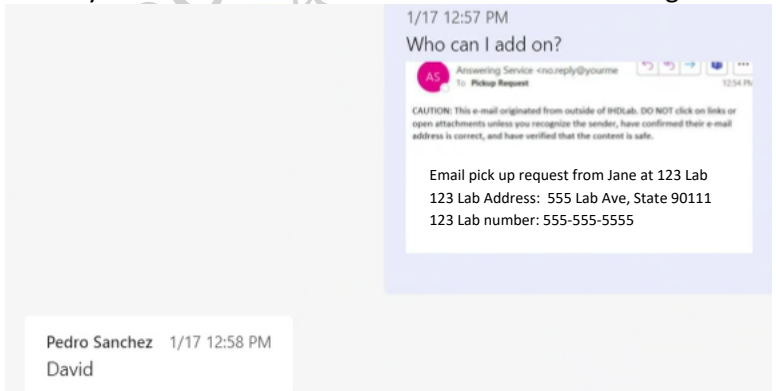 1/17 12:57 PM
Who can I add on?
AS
Answering Service <no.reply@yourme
To Pickup Request
12:54 PM
CAUTION: This e-mail originated from outside of IHDLab. DO NOT click on links or
open attachments unless you recognize the sender, have confirmed their e-mail
address is correct, and have verified that the content is safe.
Email pick up request from Jane at 123 Lab
123 Lab Address: 555 Lab Ave, State 90111
123 Lab number: 555-555-5555
Pedro Sanchez 1/17 12:58 PM
David